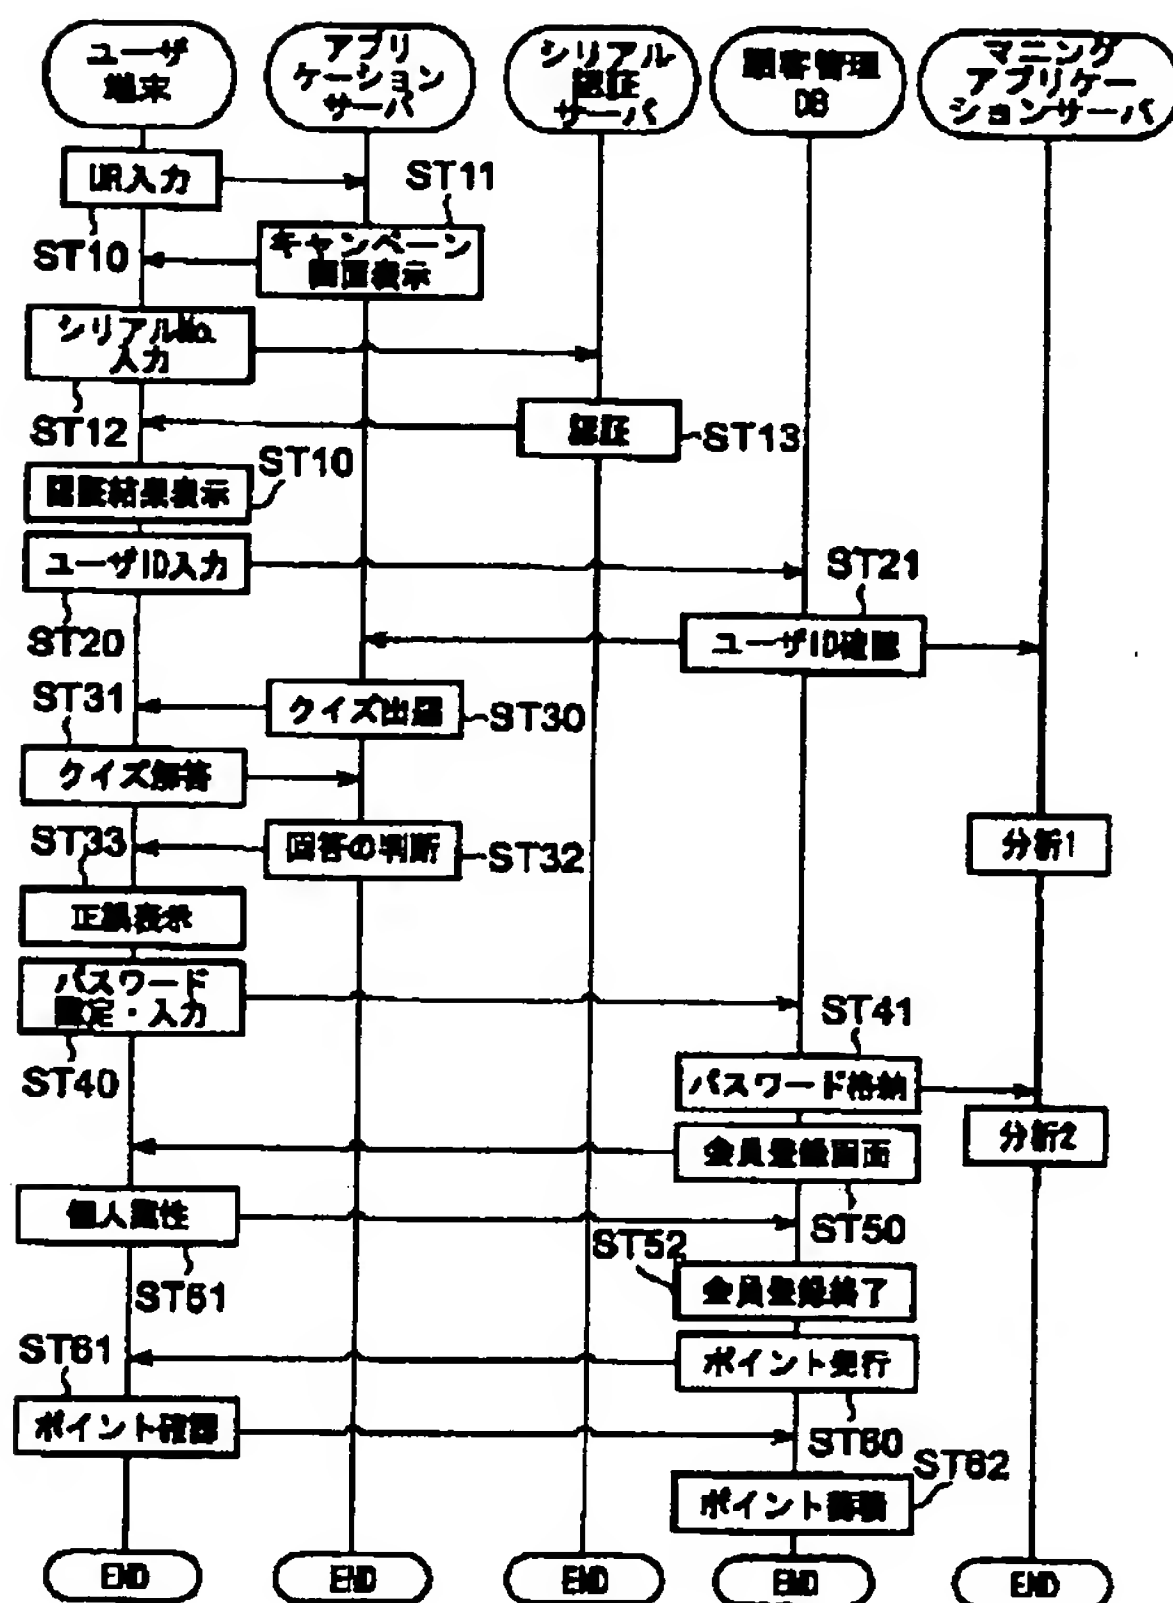 ユーザ
端末
アプリ
ケーション
サーバ
シリアル
認証
サーバ
顧客管理
DB
マニング
アプリケー
ションサーバ
UR入力
ST10
ST11
キャンペーン
画面表示
シリアルNo.
入力
ST12
認証
ST13
ST10
認証結果表示
ユーザID入力
ST20
ST21
ユーザID確認
ST31
クイズ出題
ST30
クイズ解答
ST33
回答の判断
ST32
分析1
正誤表示
パスワード
設定・入力
ST40
ST41
パスワード格納
分析2
会員登録画面
ST50
個人属性
ST51
ST52
会員登録終了
ST61
ポイント発行
ST60
ポイント確認
ST62
ポイント蓄積
END
END
END
END
END